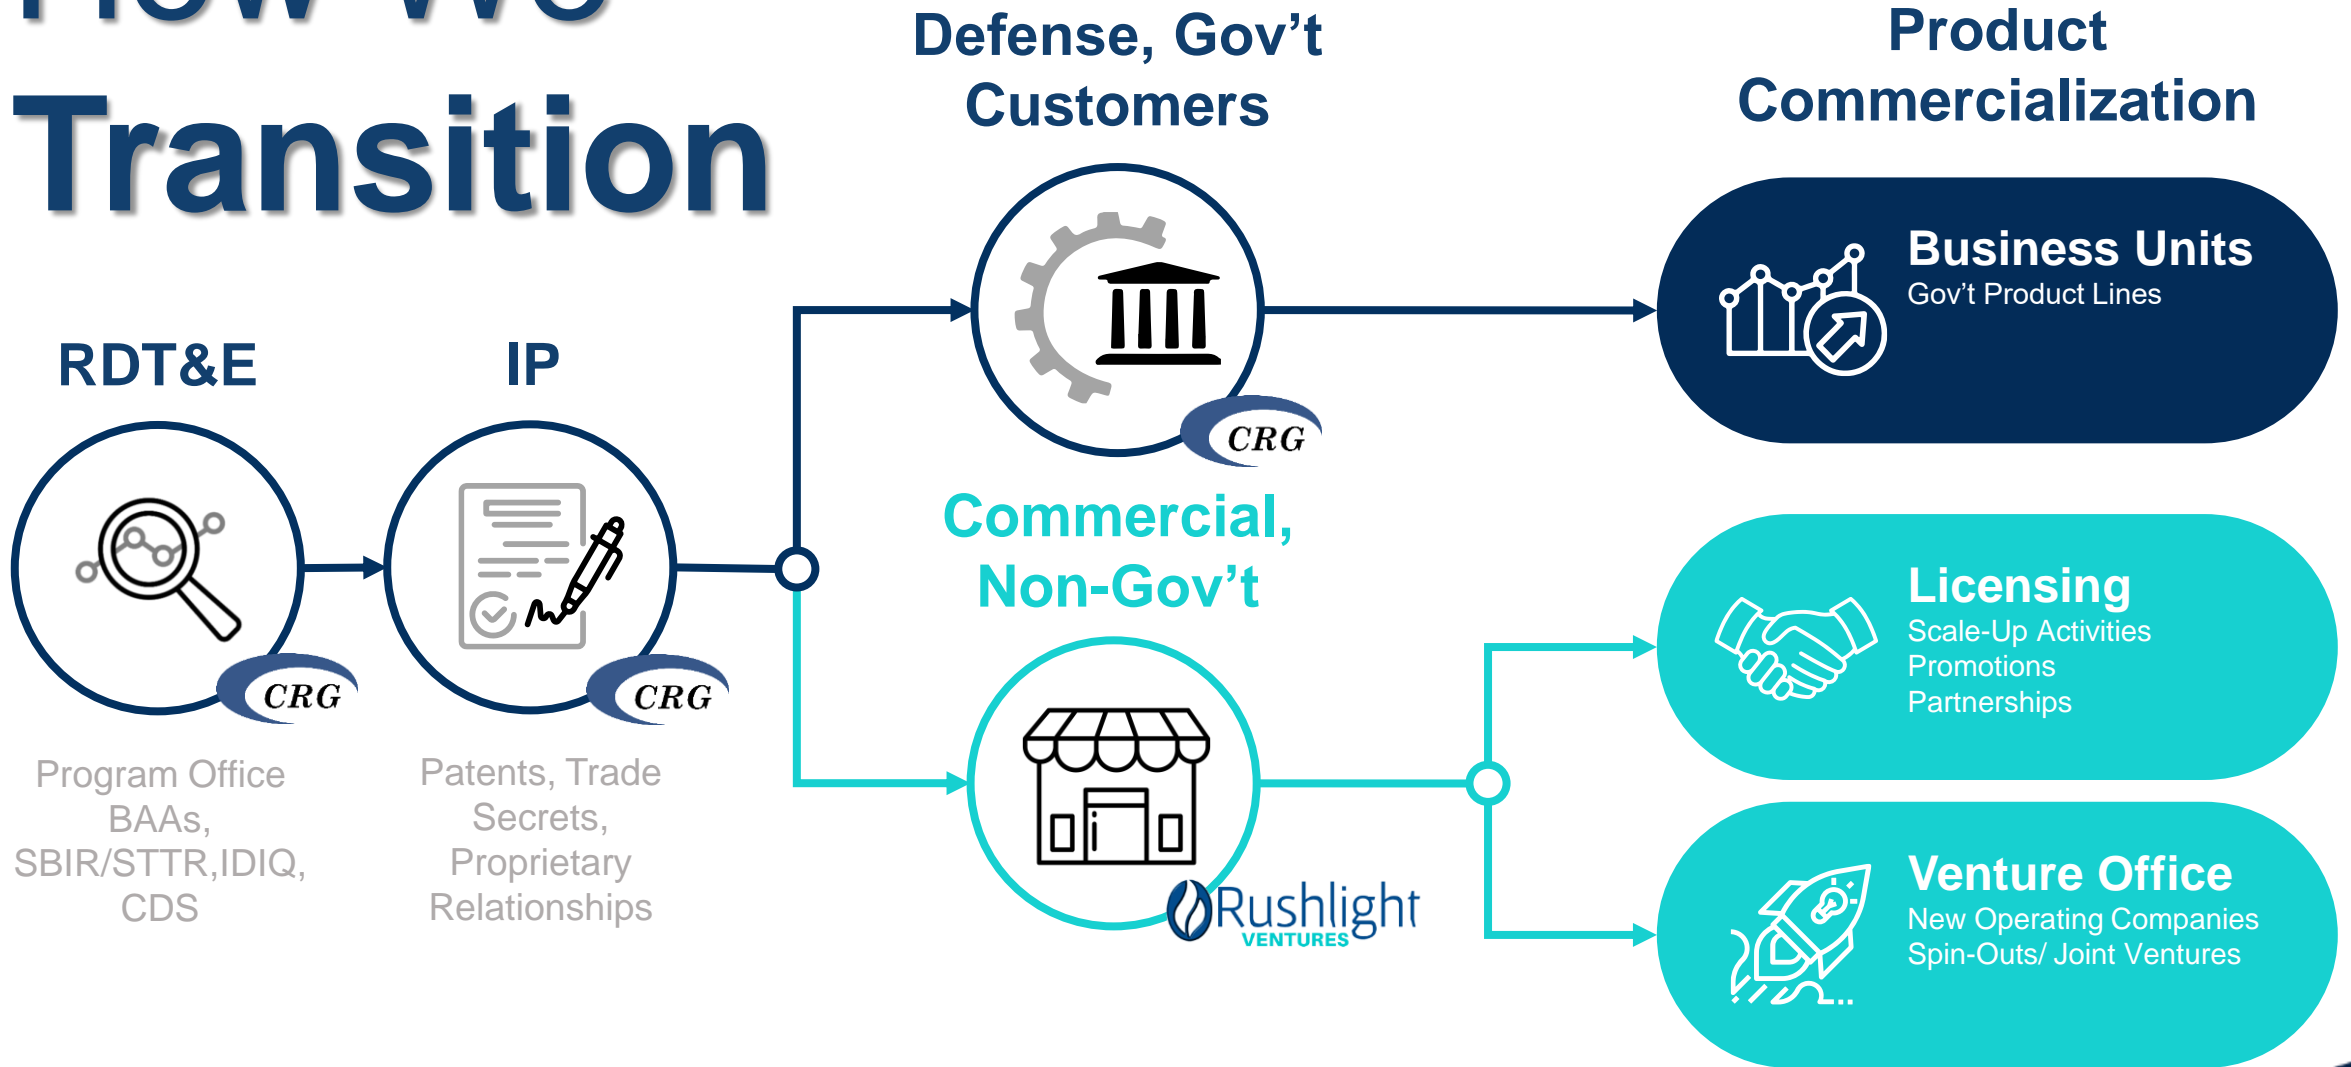 How We
Transition
Defense, Gov’t
Customers
Product
Commercialization
Business Units
Gov’t Product Lines
RDT&E
IP
CRG
Commercial,
Non-Gov’t
Licensing
Scale-Up Activities
Promotions
Partnerships
CRG
CRG
Program Office
BAAs,
SBIR/STTR,IDIQ,
CDS
Patents, Trade
Secrets,
Proprietary
Relationships
Rushlight
VENTURES
Venture Office
New Operating Companies
Spin-Outs/ Joint Ventures